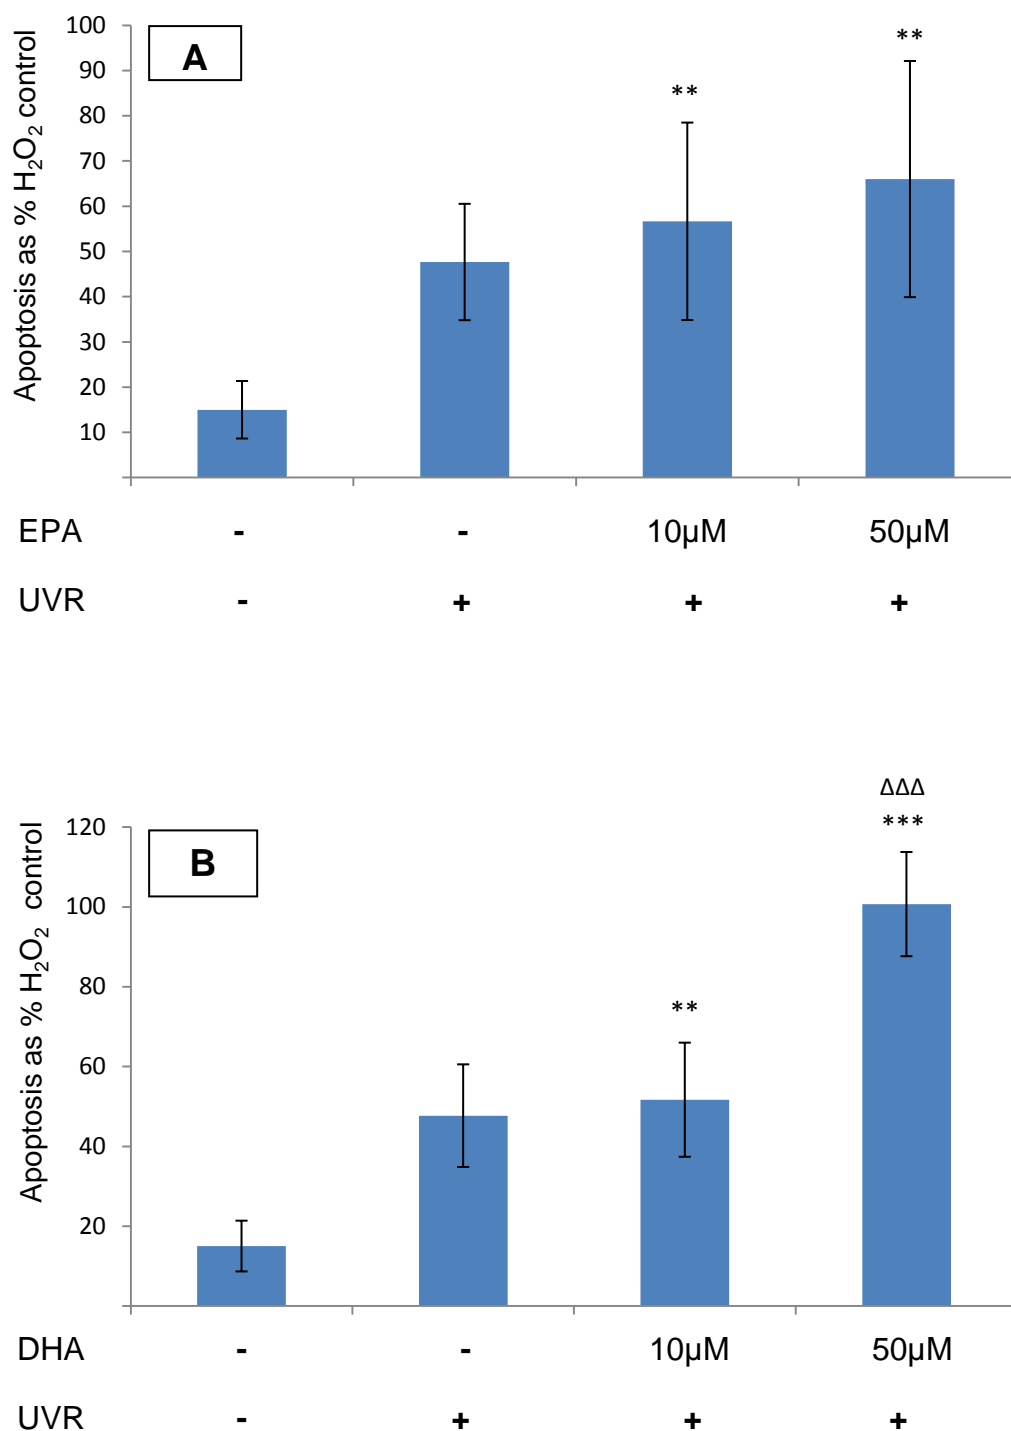 Apoptosis as % H₂O₂ control
A
100
90
80
70
60
50
40
30
20
10
**
**
EPA - - 10µM 50µM
UVR - + + +
Apoptosis as % H₂O₂ control
B
120
100
80
60
40
20
**
ΔΔΔ
***
DHA - - 10µM 50µM
UVR - + + +